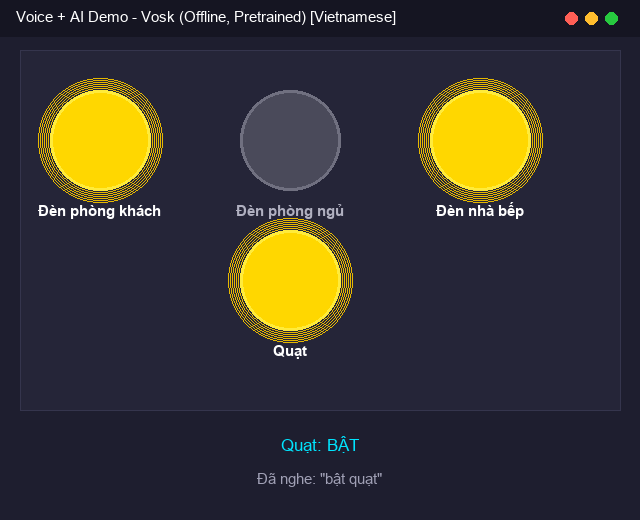 Voice + AI Demo - Vosk (Offline, Pretrained) [Vietnamese]
Đèn phòng khách
Đèn phòng ngủ
Đèn nhà bếp
Quạt
Quạt: BẬT
Đã nghe: "bật quạt"